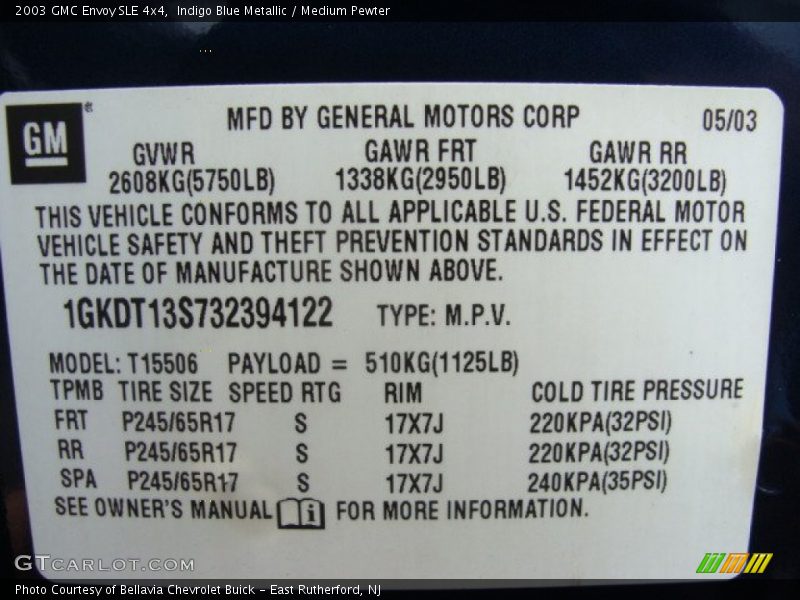 2003 GMC Envoy SLE 4x4, Indigo Blue Metallic / Medium Pewter
GM®
MFD BY GENERAL MOTORS CORP 05/03
GVWR GAWR FRT GAWR RR
2608KG(5750LB) 1338KG(2950LB) 1452KG(3200LB)
THIS VEHICLE CONFORMS TO ALL APPLICABLE U.S. FEDERAL MOTOR
VEHICLE SAFETY AND THEFT PREVENTION STANDARDS IN EFFECT ON
THE DATE OF MANUFACTURE SHOWN ABOVE.
1GKDT13S732394122 TYPE: M.P.V.
MODEL: T15506 PAYLOAD = 510KG(1125LB)
TPMB TIRE SIZE SPEED RTG RIM COLD TIRE PRESSURE
FRT P245/65R17 S 17X7J 220KPA(32PSI)
RR P245/65R17 S 17X7J 220KPA(32PSI)
SPA P245/65R17 S 17X7J 240KPA(35PSI)
SEE OWNER'S MANUAL i FOR MORE INFORMATION.
GTCARLOT.COM
Photo Courtesy of Bellavia Chevrolet Buick - East Rutherford, NJ